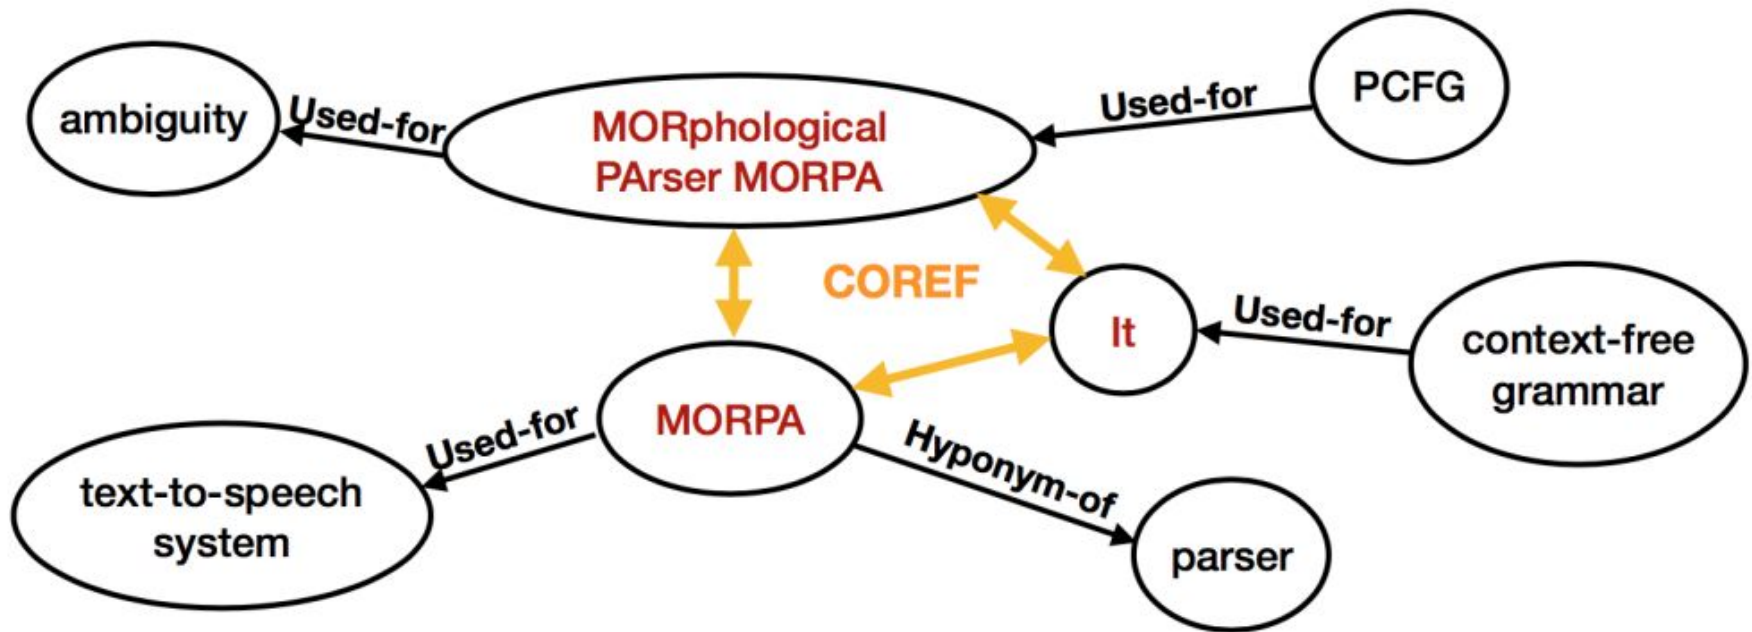 PCFG
Used-for
ambiguity
Used-for
MORphological
PArser MORPA
COREF
It
Used-for
context-free
grammar
MORPA
Used-for
Hyponym-of
text-to-speech
system
parser